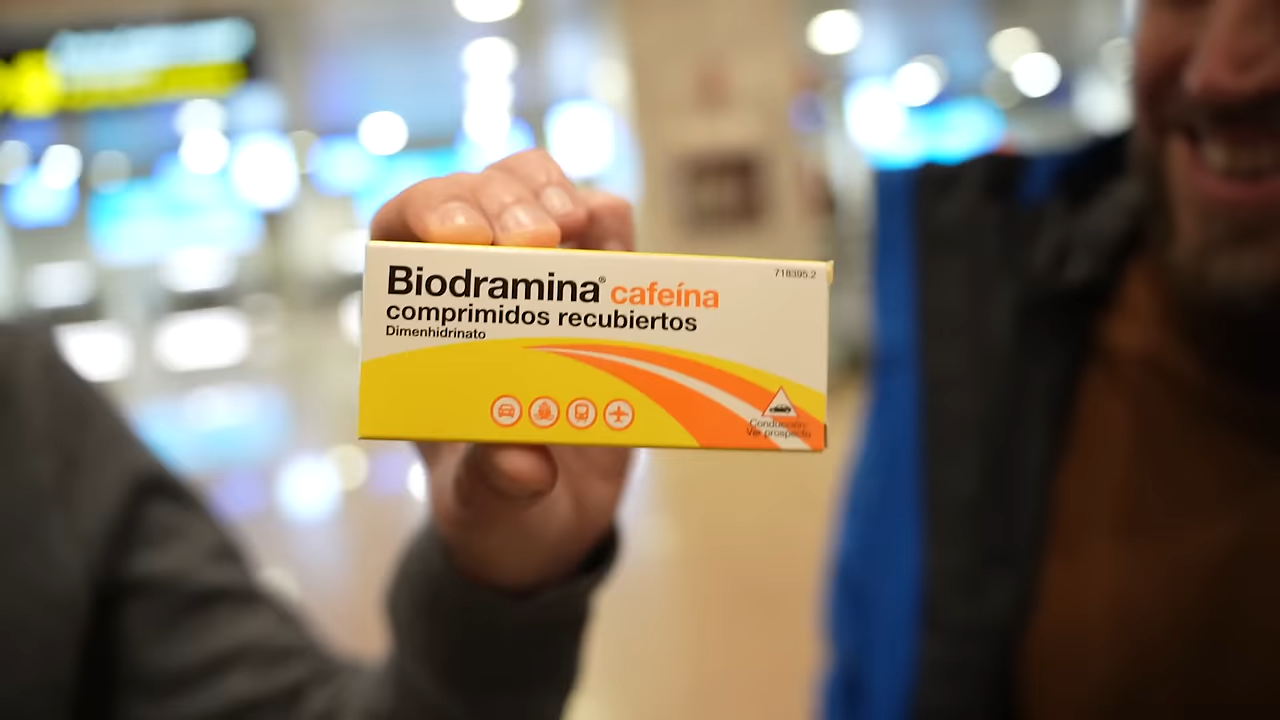 Biodramina® cafeína
718395.2
comprimidos recubiertos
Dimenhidrinato
Conducción:
Ver prospecto